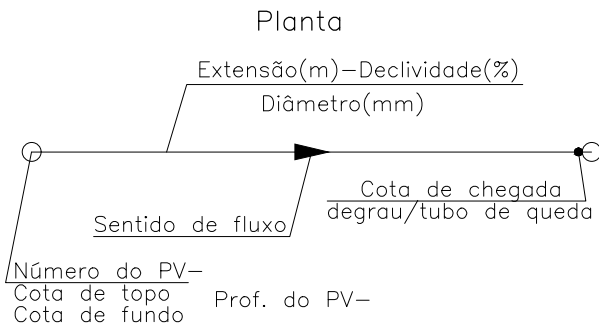 Planta
Extensão(m)-Declividade(%)
Diâmetro(mm)
Cota de chegada
degrau/tubo de queda
Sentido de fluxo
Número do PV-
Cota de topo
Cota de fundo
Prof. do PV-